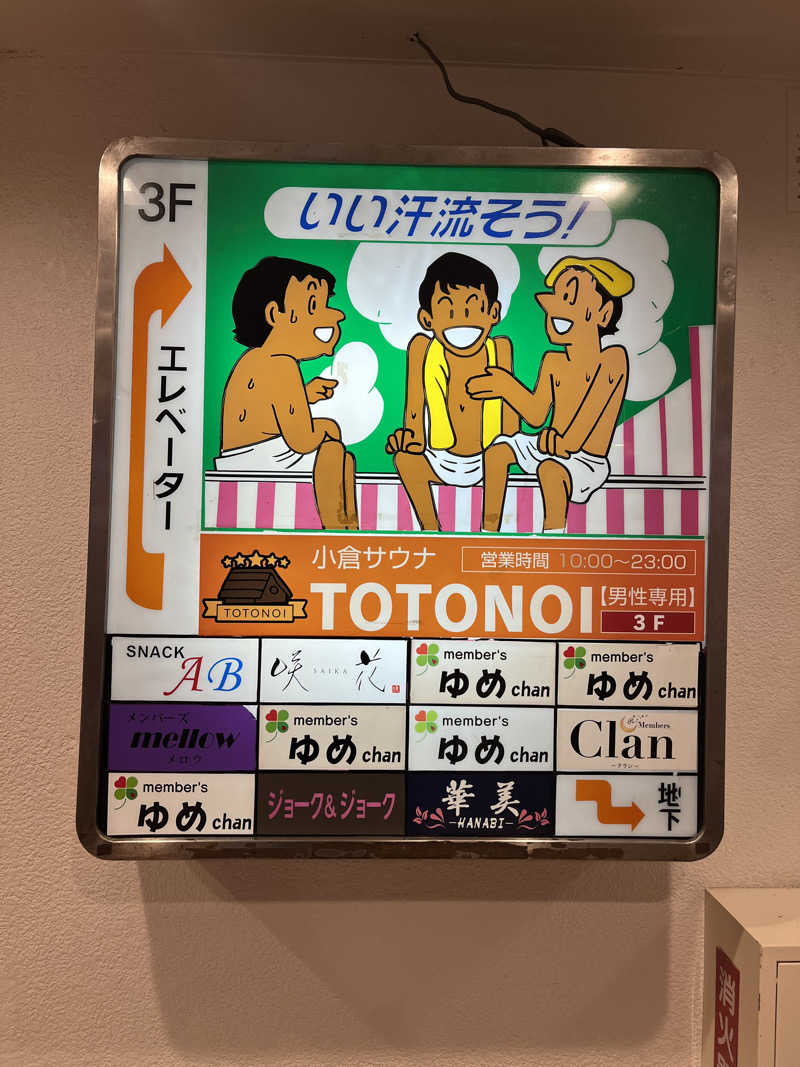 3F
エレベーター
いい汗流そう!
TOTONOI
小倉サウナ
営業時間 10:00〜23:00
TOTONOI
【男性専用】
3F
SNACK
AB
咲花
SAIKA
member's
ゆめchan
member's
ゆめchan
メンバーズ
mellow
メロウ
member's
ゆめchan
member's
ゆめchan
Members
Clan
ークランー
member's
ゆめchan
ジョーク&ジョーク
華美
-HANABI-
地下
消火